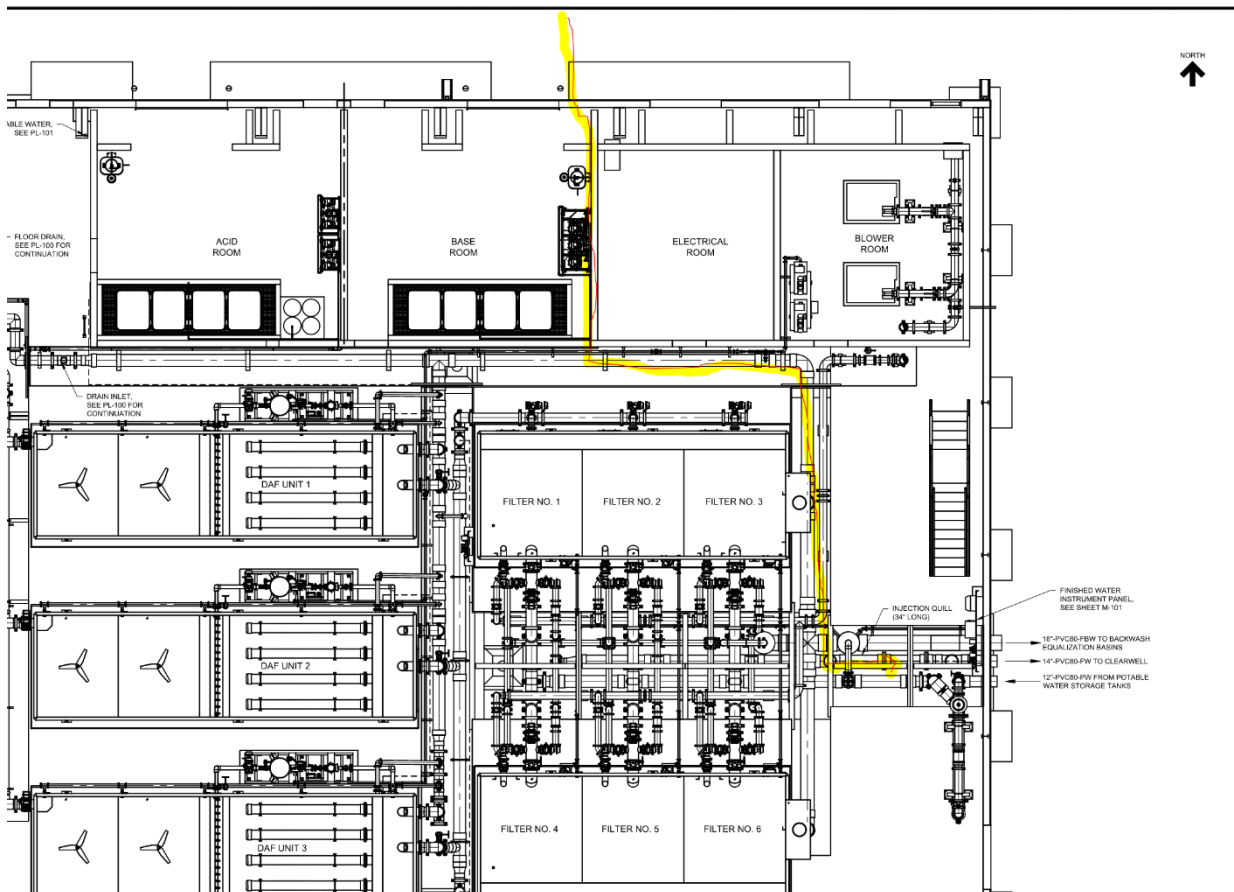 NORTH
ABLE WATER,
SEE PL-101
FLOOR DRAIN,
SEE PL-100 FOR
CONTINUATION
ACID
ROOM
BASE
ROOM
ELECTRICAL
ROOM
BLOWER
ROOM
DRAIN INLET,
SEE PL-100 FOR
CONTINUATION
DAF UNIT 1
FILTER NO. 1
FILTER NO. 2
FILTER NO. 3
FINISHED WATER
INSTRUMENT PANEL,
SEE SHEET M-101
INJECTION QUILL
(34" LONG)
18"-PVC80-FBW TO BACKWASH
EQUALIZATION BASINS
14"-PVC80-FW TO CLEARWELL
12"-PVC80-PW FROM POTABLE
WATER STORAGE TANKS
DAF UNIT 2
FILTER NO. 4
FILTER NO. 5
FILTER NO. 6
DAF UNIT 3